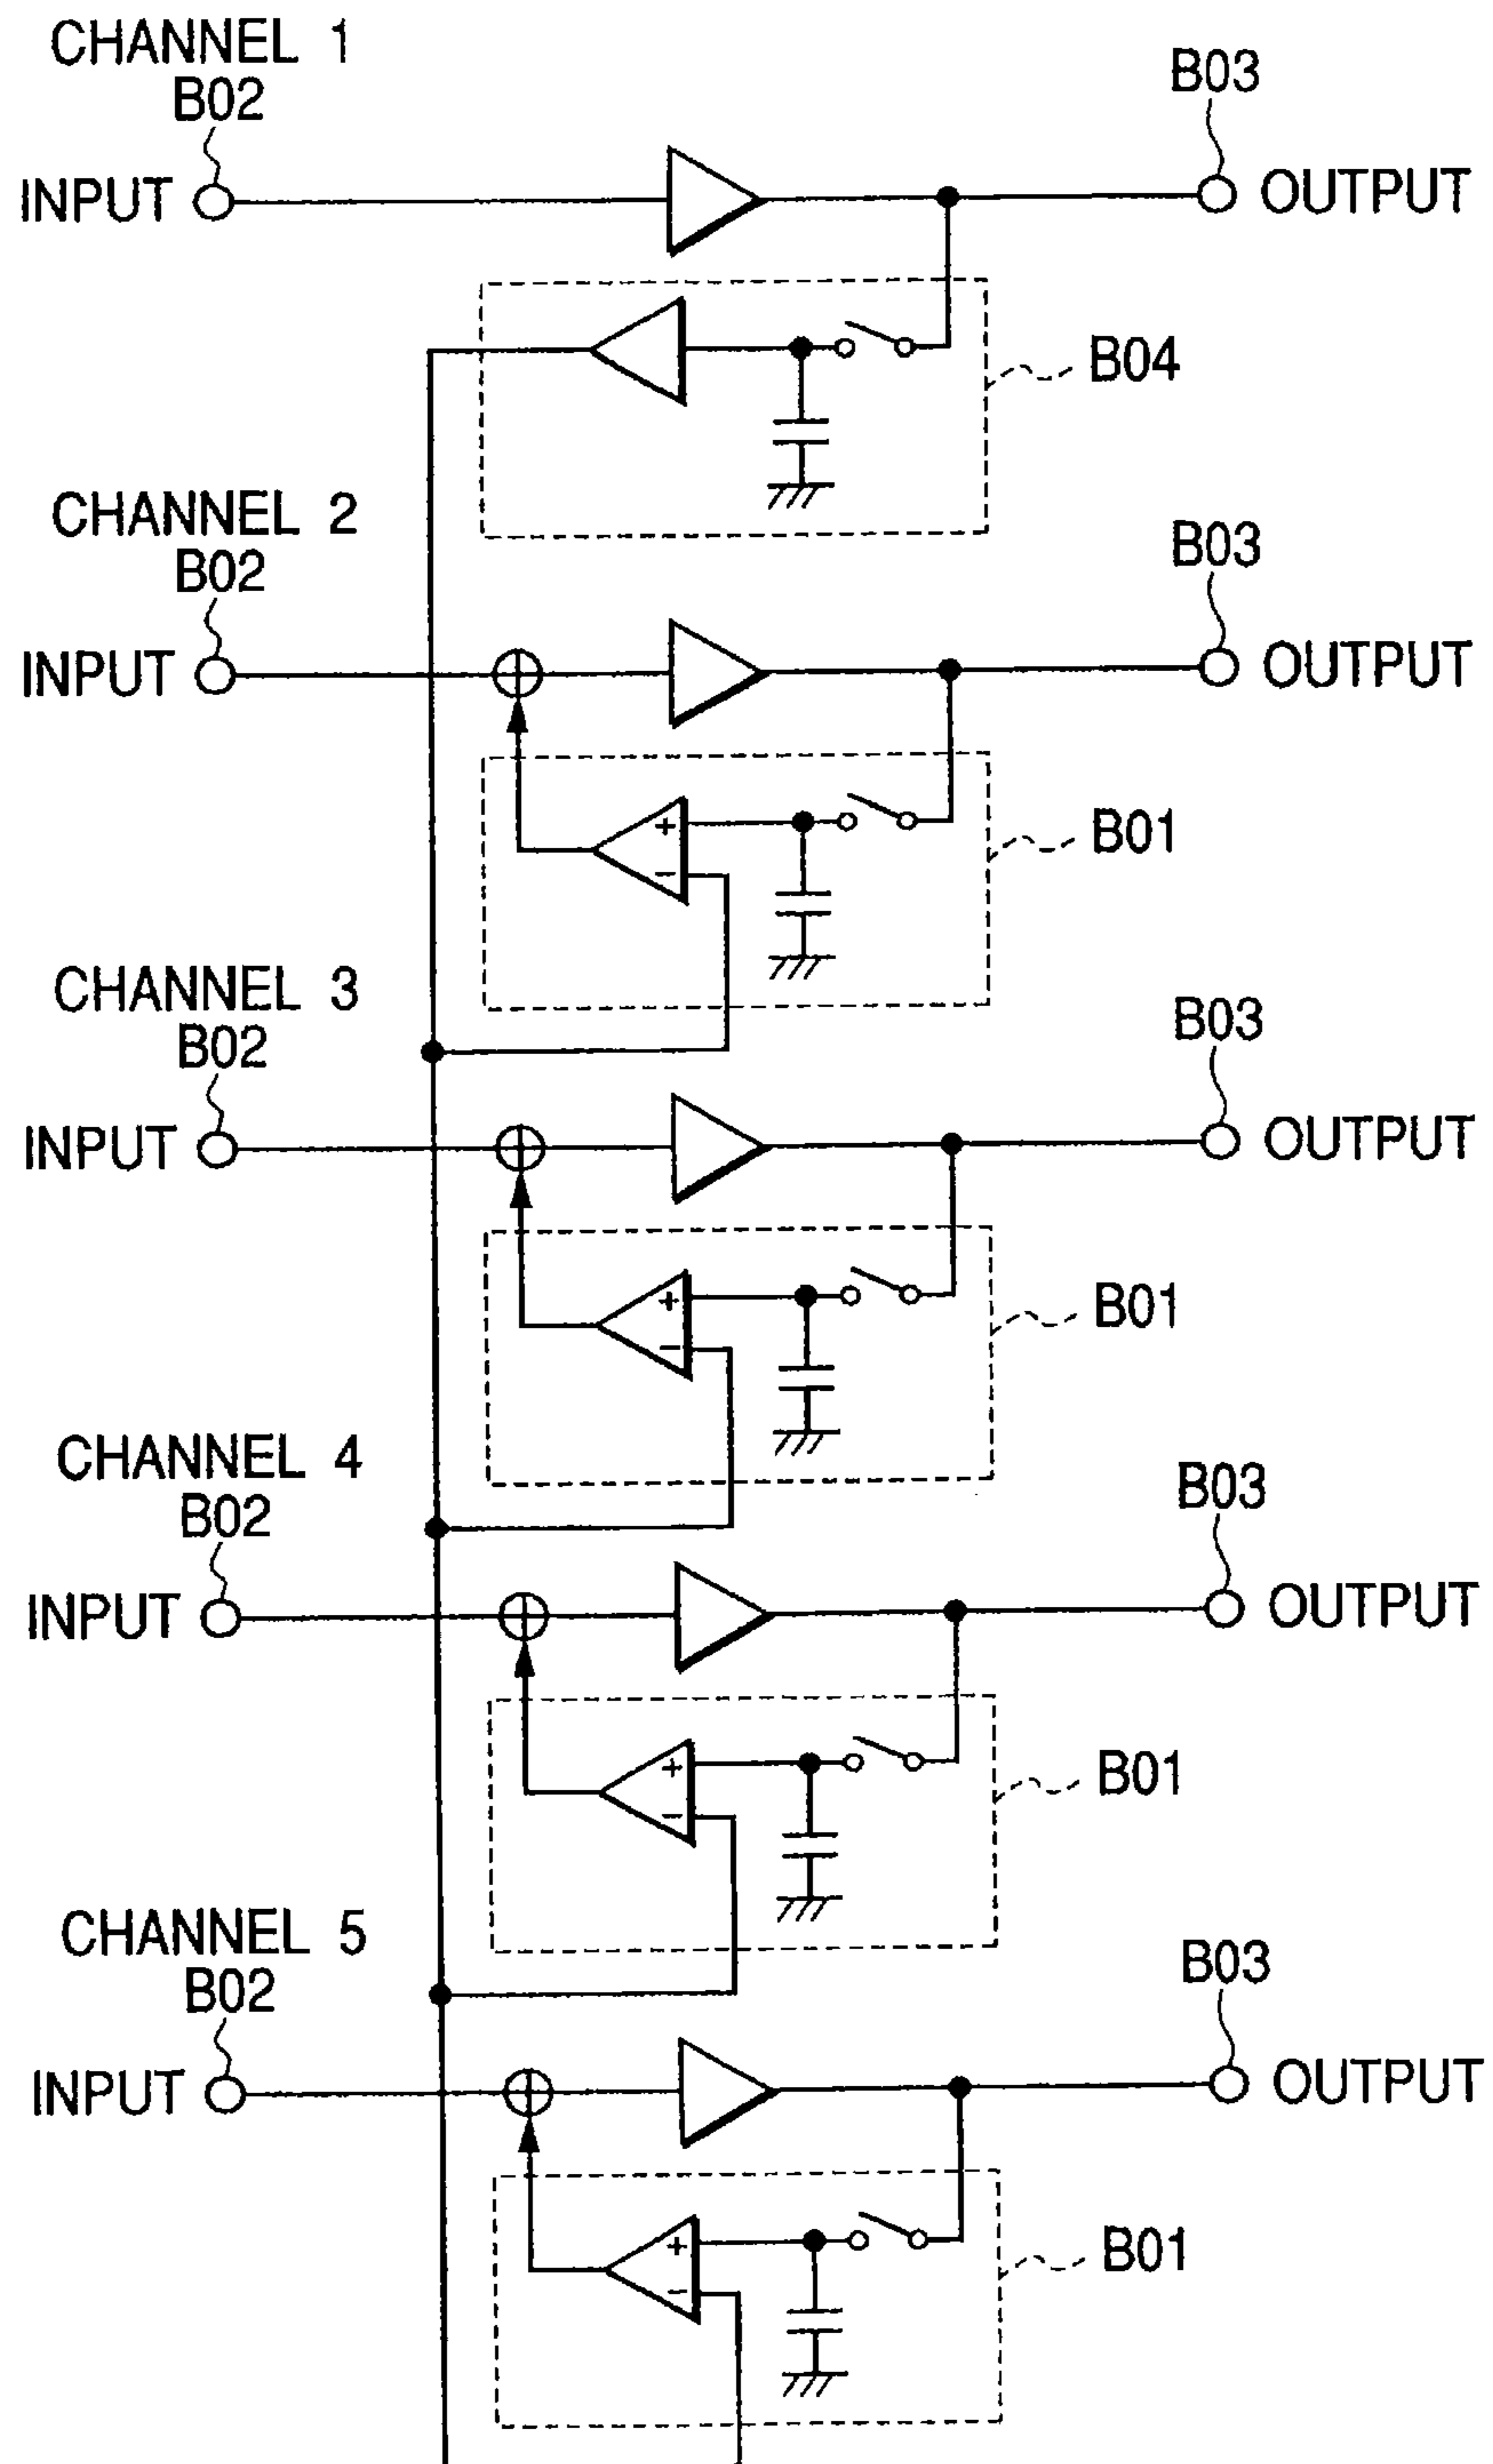 CHANNEL 1
B02
B03
INPUT
OUTPUT
B04
CHANNEL 2
B02
B03
INPUT
OUTPUT
+
−
B01
CHANNEL 3
B02
B03
INPUT
OUTPUT
+
−
B01
CHANNEL 4
B02
B03
INPUT
OUTPUT
+
−
B01
CHANNEL 5
B02
B03
INPUT
OUTPUT
+
−
B01